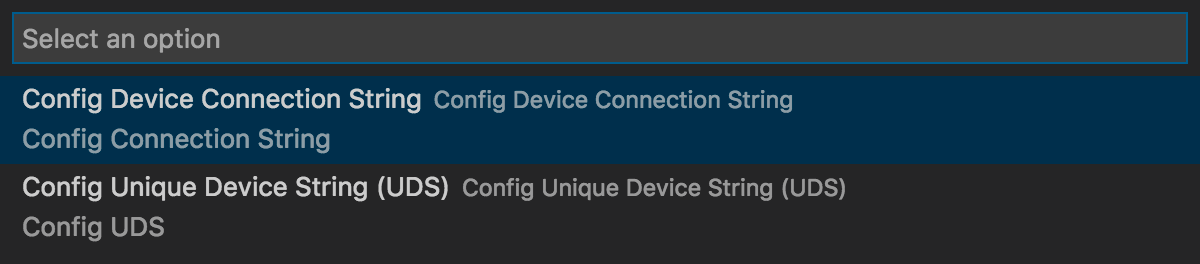 Select an option
Config Device Connection String Config Device Connection String
Config Connection String
Config Unique Device String (UDS) Config Unique Device String (UDS)
Config UDS